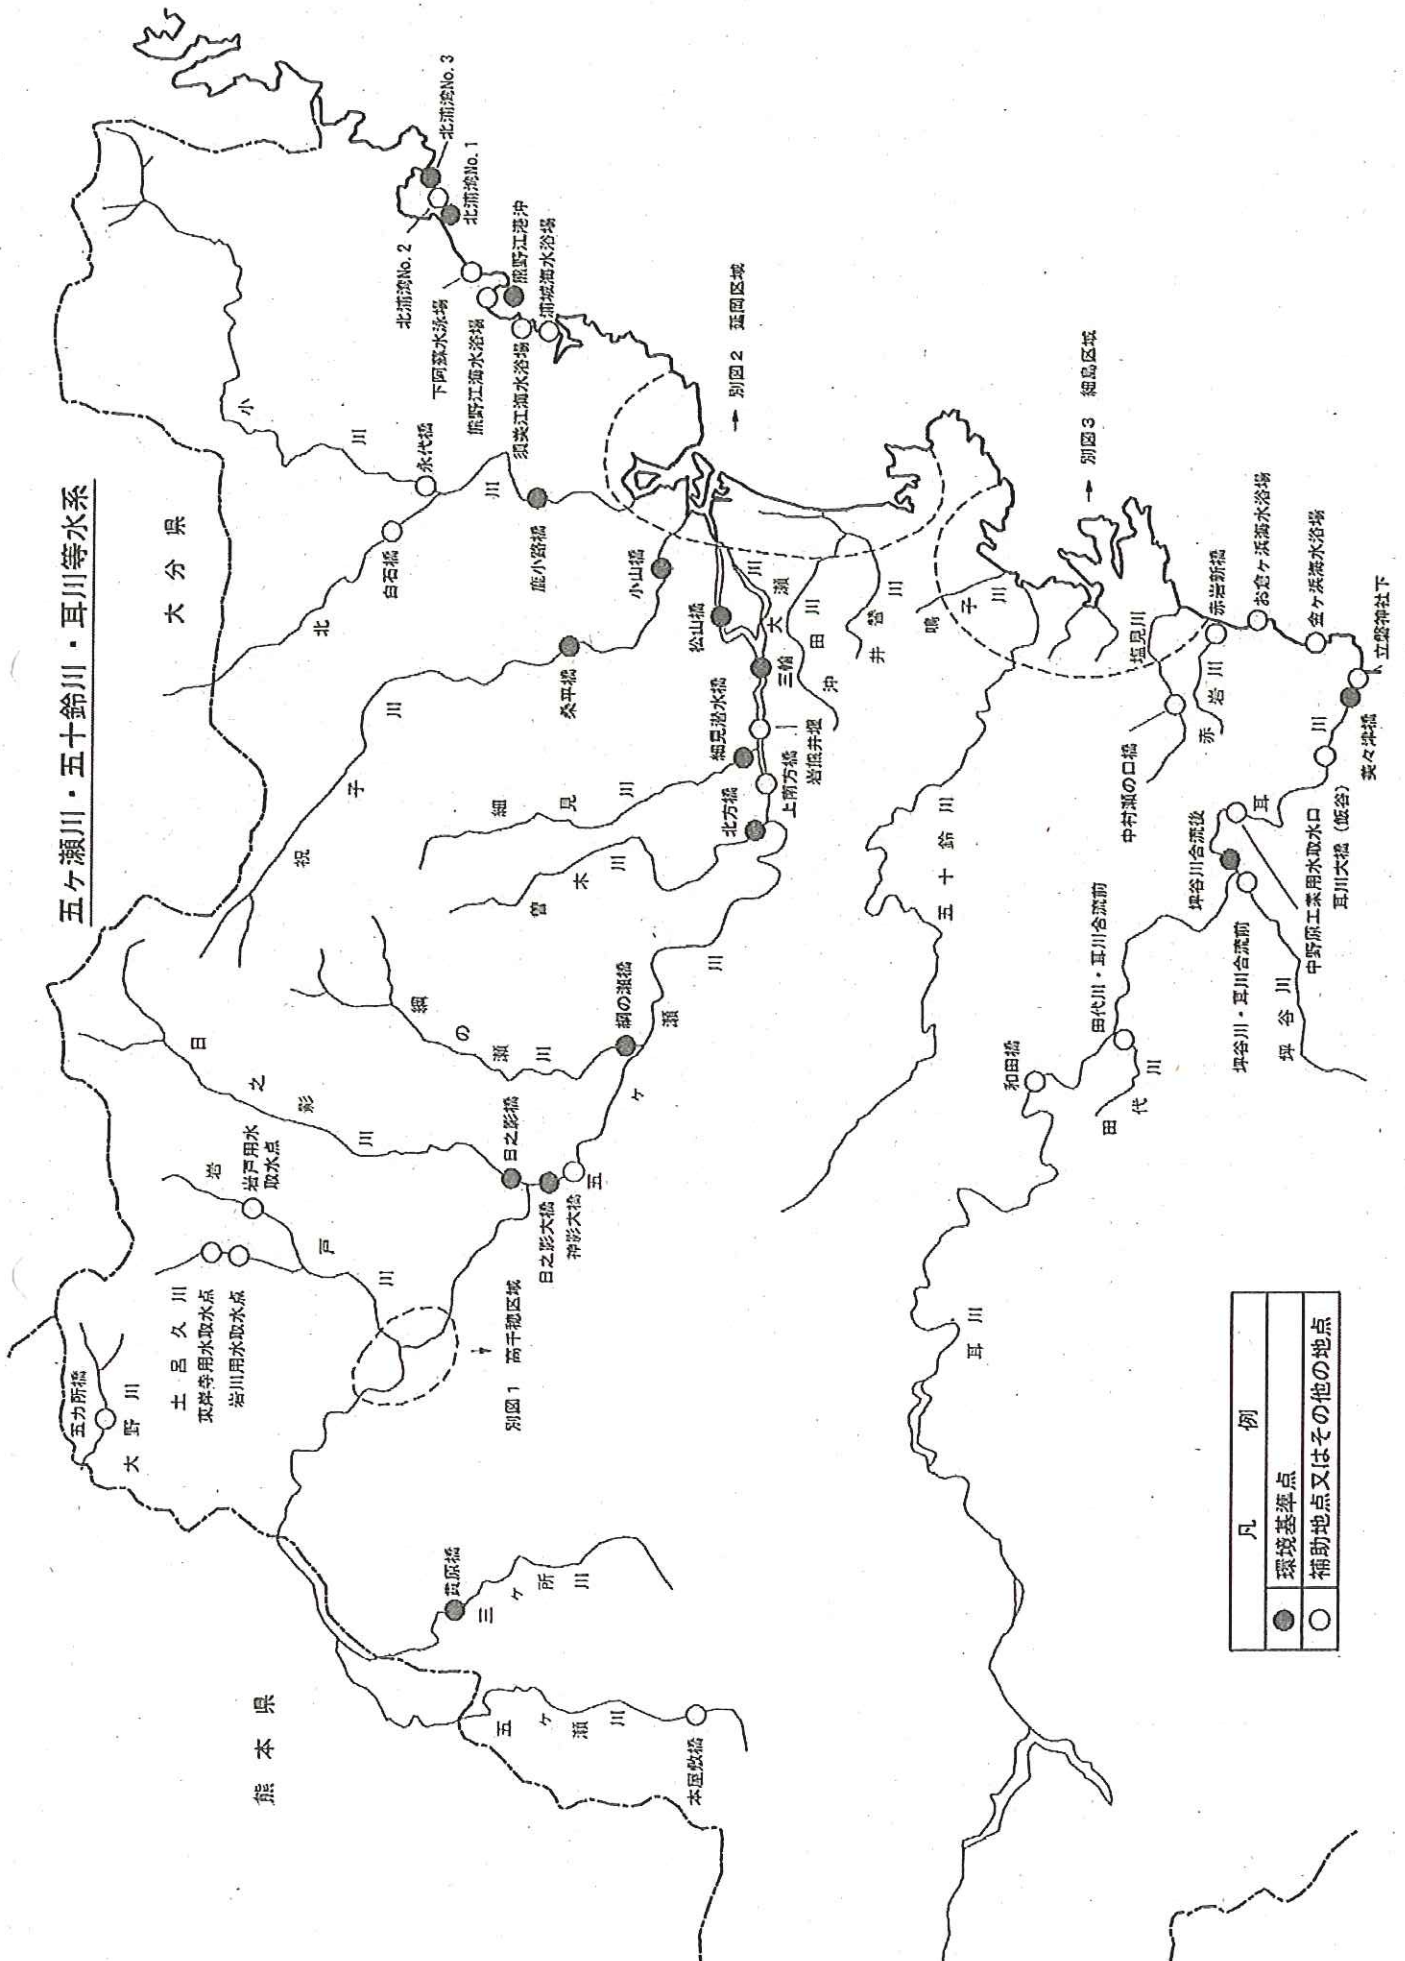 五ヶ瀬川・五十鈴川・耳川等水系
大分県
熊本県
北浦湾No. 3
北浦湾No. 1
北浦湾No. 2
下阿蘇水泳場
熊野江港沖
熊野江海水浴場
須美江海水浴場
浦城海水浴場
小川
永代橋
白石橋
北川
鹿小路橋
→ 別図2 延岡区域
小山橋
桑平橋
祝子川
松山橋
大瀬川
三輪
沖田川
井替川
細見潜水橋
細見川
岩熊井堰
上南方橋
北方橋
曽木川
綱の瀬川
綱の瀬橋
五ヶ瀬川
日之影川
日之影橋
日之影大橋
神影大橋
岩戸用水
取水点
岩戸川
土呂久川
東岸寺用水取水点
岩川用水取水点
別図1 高千穂区域
五力所橋
大野川
貫原橋
三ヶ所川
五ヶ瀬川
本屋敷橋
鳴子川
→ 別図3 細島区域
五十鈴川
塩見川
中村瀬の口橋
赤岩新橋
赤岩川
お倉ヶ浜海水浴場
金ヶ浜海水浴場
立磐神社下
美々津橋
耳川
耳川大橋(飯谷)
中野原工業用水取水口
坪谷川合流後
坪谷川・耳川合流前
坪谷川
田代川・耳川合流前
田代川
和田橋
耳川
凡例
環境基準点
補助地点又はその他の地点